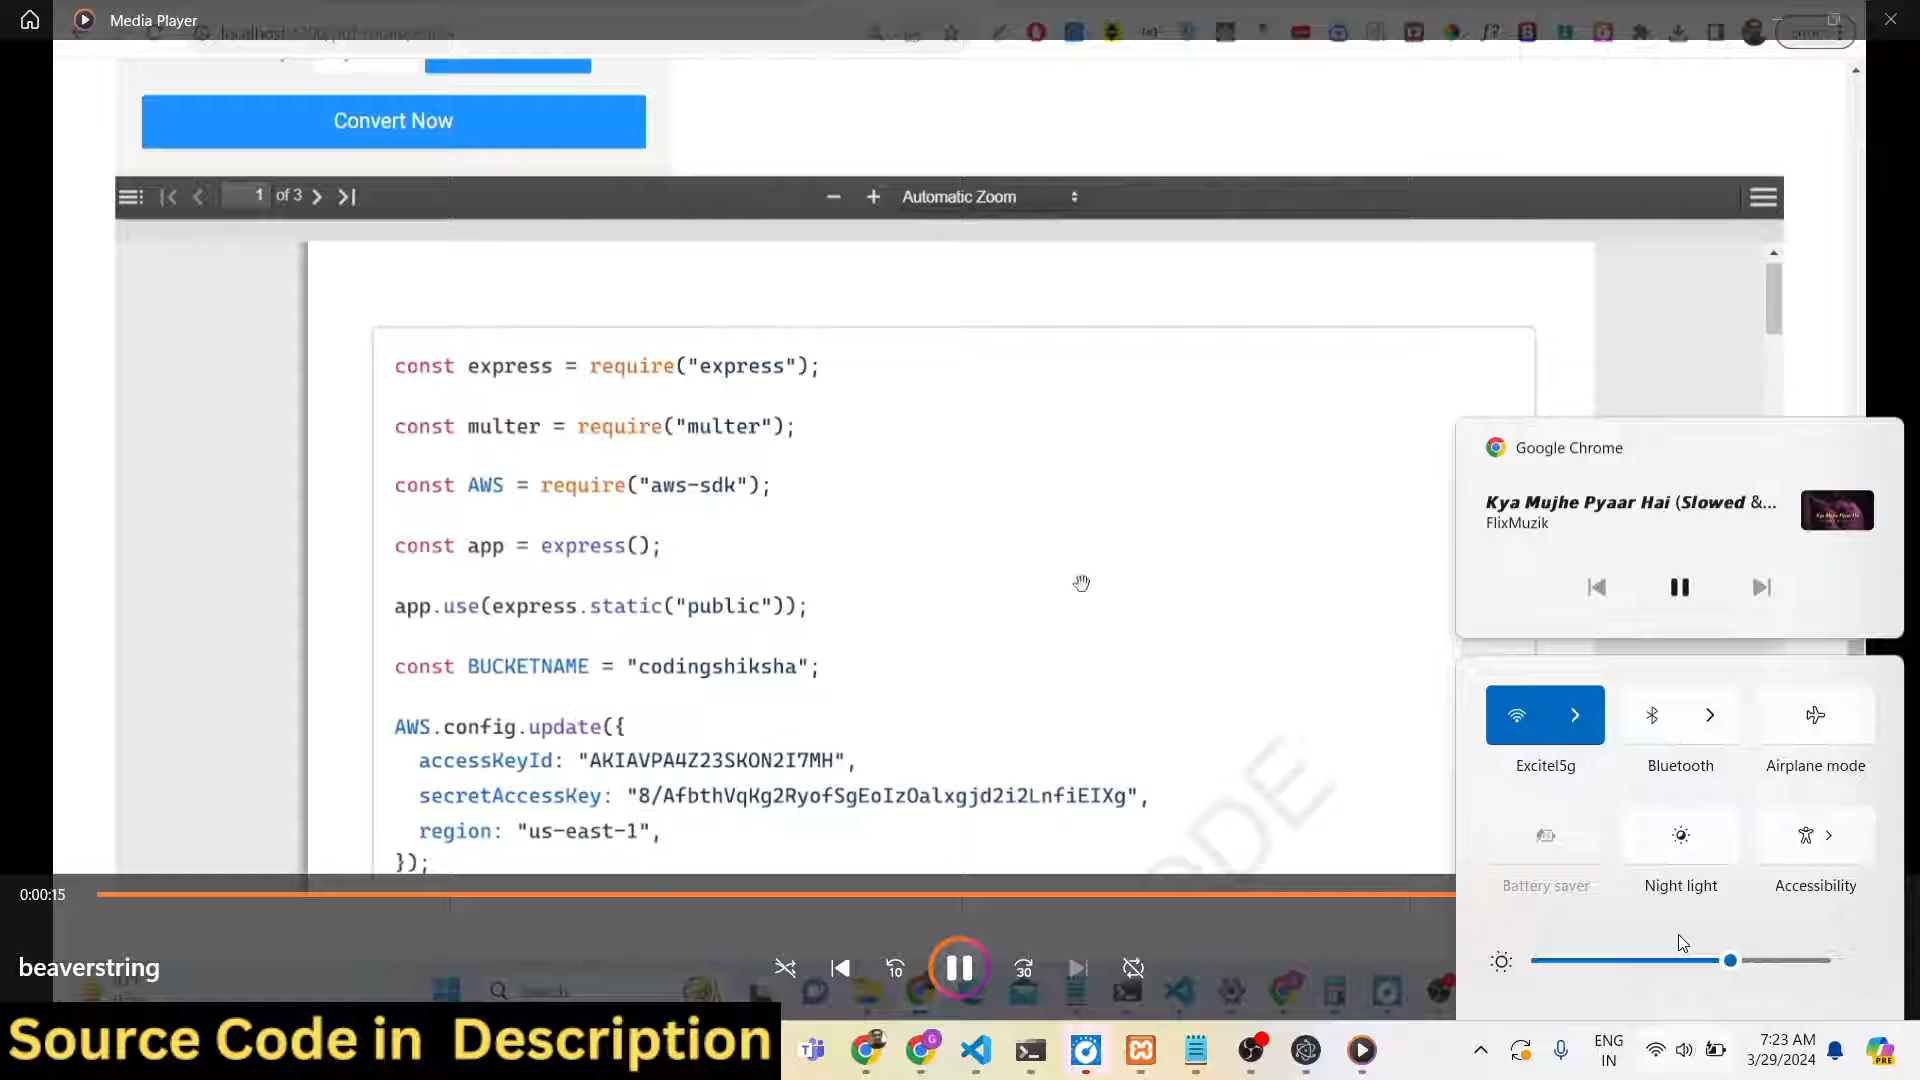 Media Player
Convert Now
1 of 3
Automatic Zoom
const express = require("express");
const multer = require("multer");
const AWS = require("aws-sdk");
const app = express();
app.use(express.static("public"));
const BUCKETNAME = "codingshiksha";
AWS.config.update({
accessKeyId: "AKIAVPA4Z23SKON2I7MH",
secretAccessKey: "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",
region: "us-east-1",
});
Google Chrome
Kya Mujhe Pyaar Hai (Slowed &...
FlixMuzik
Excitel5g
Bluetooth
Airplane mode
Battery saver
Night light
Accessibility
0:00:15
beaverstring
10
30
Source Code in Description
ENG
IN
7:23 AM
3/29/2024
PRE